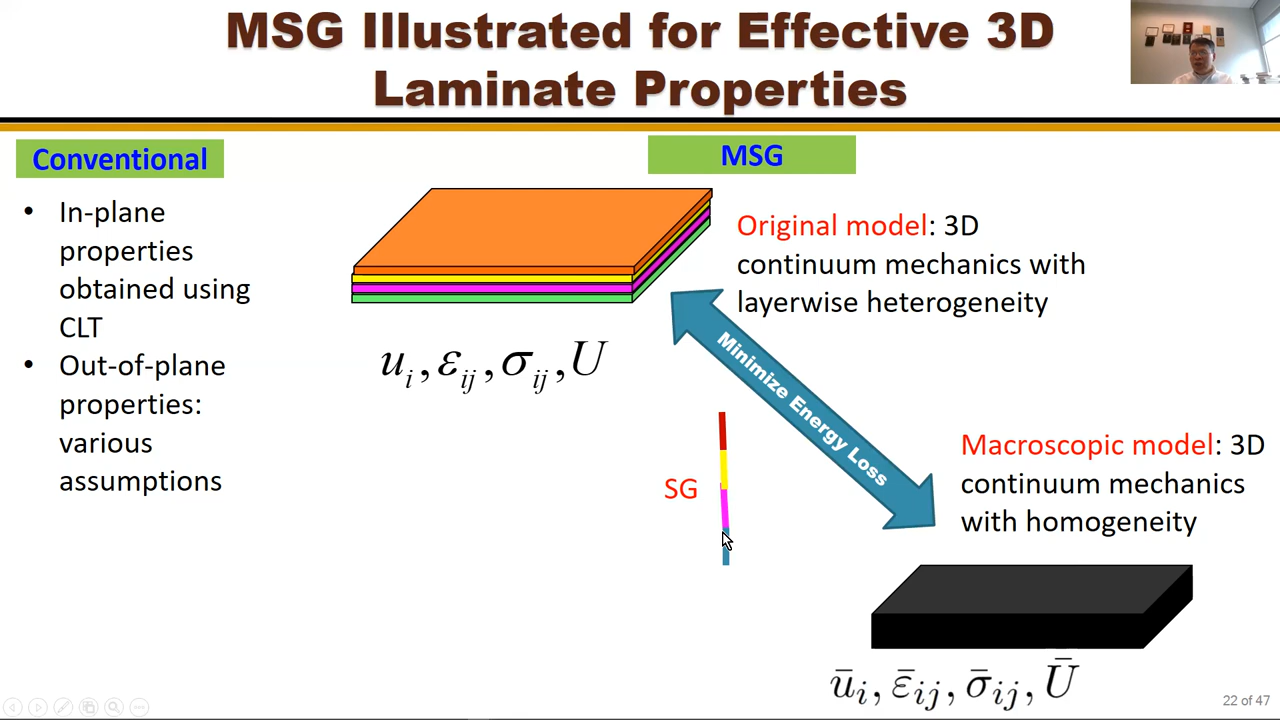 MSG Illustrated for Effective 3D
Laminate Properties
Conventional
• In-plane
properties
obtained using
CLT
• Out-of-plane
properties:
various
assumptions
MSG
Original model: 3D
continuum mechanics with
layerwise heterogeneity
u_i, ε_ij, σ_ij, U
Minimize Energy Loss
SG
Macroscopic model: 3D
continuum mechanics
with homogeneity
ū_i, ε̄_ij, σ̄_ij, Ū
22 of 47